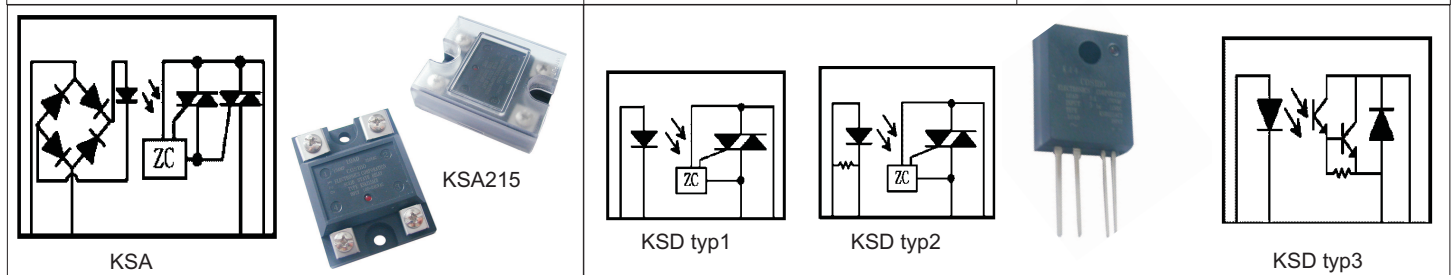 ZC
KSA
KSA215
ZC
KSD typ1
ZC
KSD typ2
KSD typ3